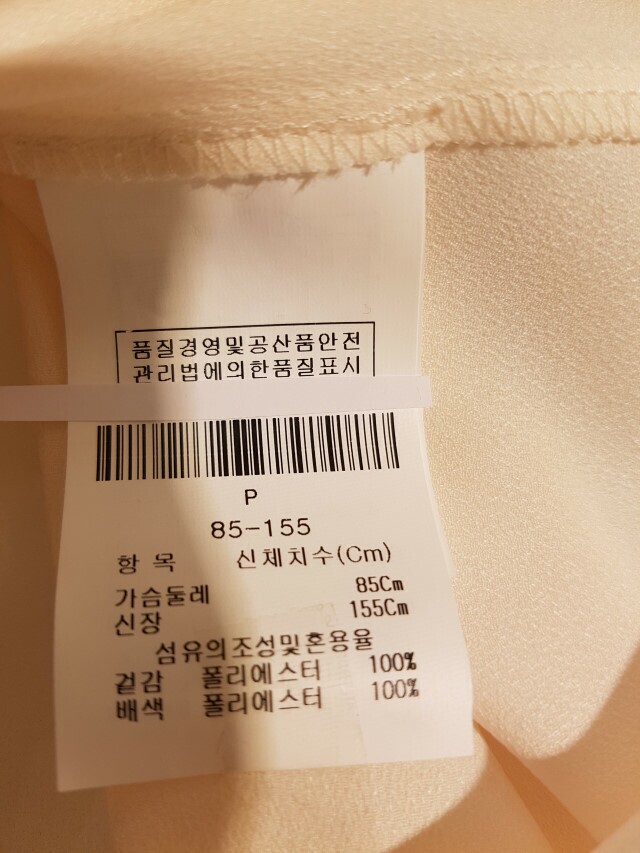 품질경영및공산품안전
관리법에의한품질표시
P
85-155
항 목 신체치수(Cm)
가슴둘레 85Cm
신장 155Cm
섬유의조성및혼용율
겉감 폴리에스터 100%
배색 폴리에스터 100%